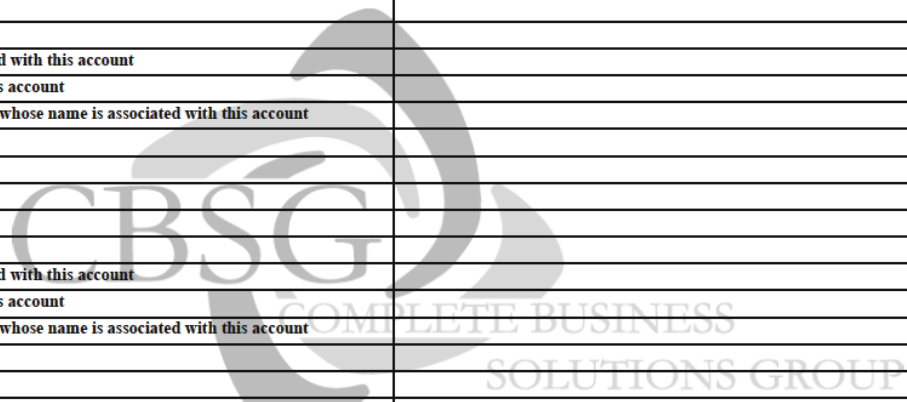 d with this account
s account
whose name is associated with this account
CBSG
d with this account
s account
whose name is associated with this account
COMPLETE BUSINESS
SOLUTIONS GROUP